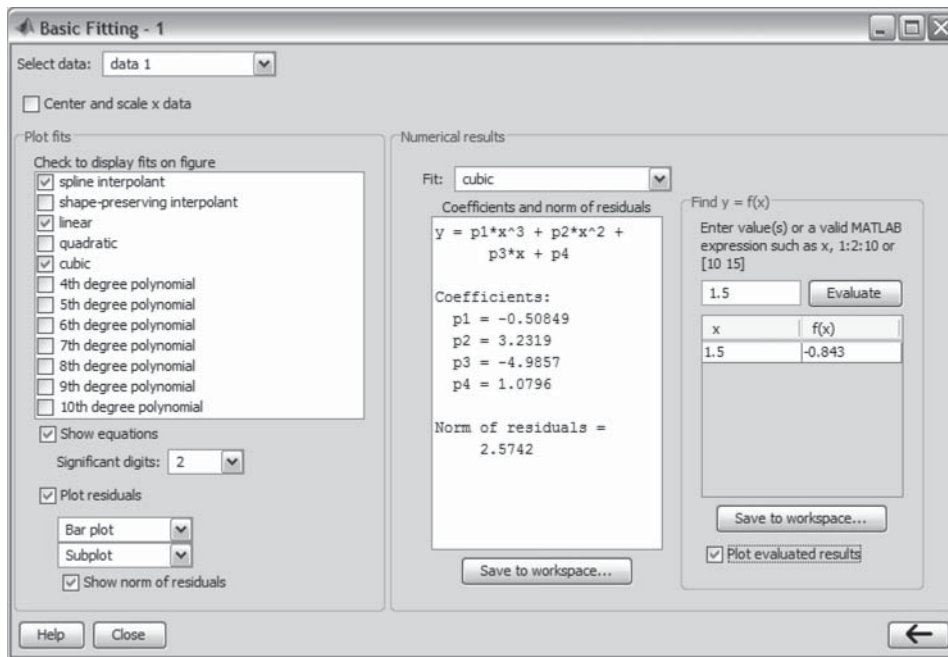 Basic Fitting - 1
Select data: data 1
Center and scale x data
Plot fits
Check to display fits on figure
spline interpolant
shape-preserving interpolant
linear
quadratic
cubic
4th degree polynomial
5th degree polynomial
6th degree polynomial
7th degree polynomial
8th degree polynomial
9th degree polynomial
10th degree polynomial
Show equations
Significant digits: 2
Plot residuals
Bar plot
Subplot
Show norm of residuals
Numerical results
Fit: cubic
Coefficients and norm of residuals
y = p1*x^3 + p2*x^2 +
p3*x + p4
Coefficients:
p1 = -0.50849
p2 = 3.2319
p3 = -4.9857
p4 = 1.0796
Norm of residuals =
2.5742
Save to workspace...
Find y = f(x)
Enter value(s) or a valid MATLAB
expression such as x, 1:2:10 or
[10 15]
1.5 Evaluate
x f(x)
1.5 -0.843
Save to workspace...
Plot evaluated results
Help Close